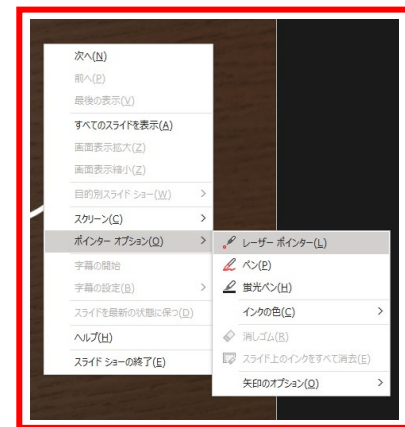 次へ(N)
前へ(P)
最後の表示(V)
すべてのスライドを表示(A)
画面表示拡大(Z)
画面表示縮小(Z)
目的別スライド ショー(W)
スクリーン(C)
ポインター オプション(O)
字幕の開始
字幕の設定(B)
スライドを最新の状態に保つ(D)
ヘルプ(H)
スライド ショーの終了(E)
レーザー ポインター(L)
ペン(P)
蛍光ペン(H)
インクの色(C)
消しゴム(R)
スライド上のインクをすべて消去(E)
矢印のオプション(O)